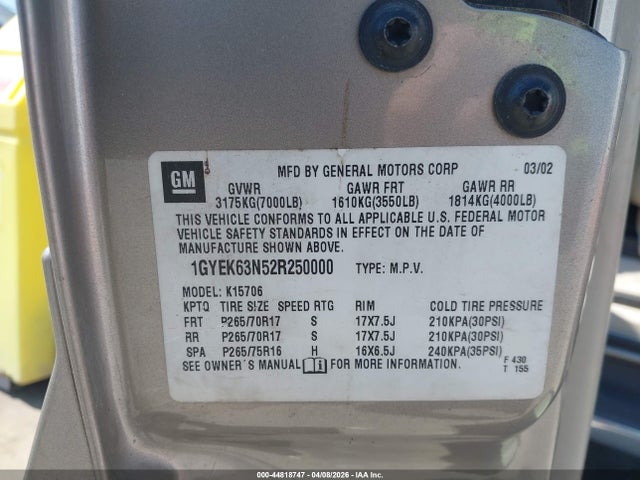 GM
MFD BY GENERAL MOTORS CORP 03/02
GVWR GAWR FRT GAWR RR
3175KG(7000LB) 1610KG(3550LB) 1814KG(4000LB)
THIS VEHICLE CONFORMS TO ALL APPLICABLE U.S. FEDERAL MOTOR
VEHICLE SAFETY STANDARDS IN EFFECT ON THE DATE OF
MANUFACTURE SHOWN ABOVE.
1GYEK63N52R250000 TYPE: M.P.V.
MODEL: K15706
KPTQ TIRE SIZE SPEED RTG RIM COLD TIRE PRESSURE
FRT P265/70R17 S 17X7.5J 210KPA(30PSI)
RR P265/70R17 S 17X7.5J 210KPA(30PSI)
SPA P265/75R16 H 16X6.5J 240KPA(35PSI)
SEE OWNER'S MANUAL FOR MORE INFORMATION.
F 430
T 155
000-44818747 - 04/08/2026 - IAA Inc.